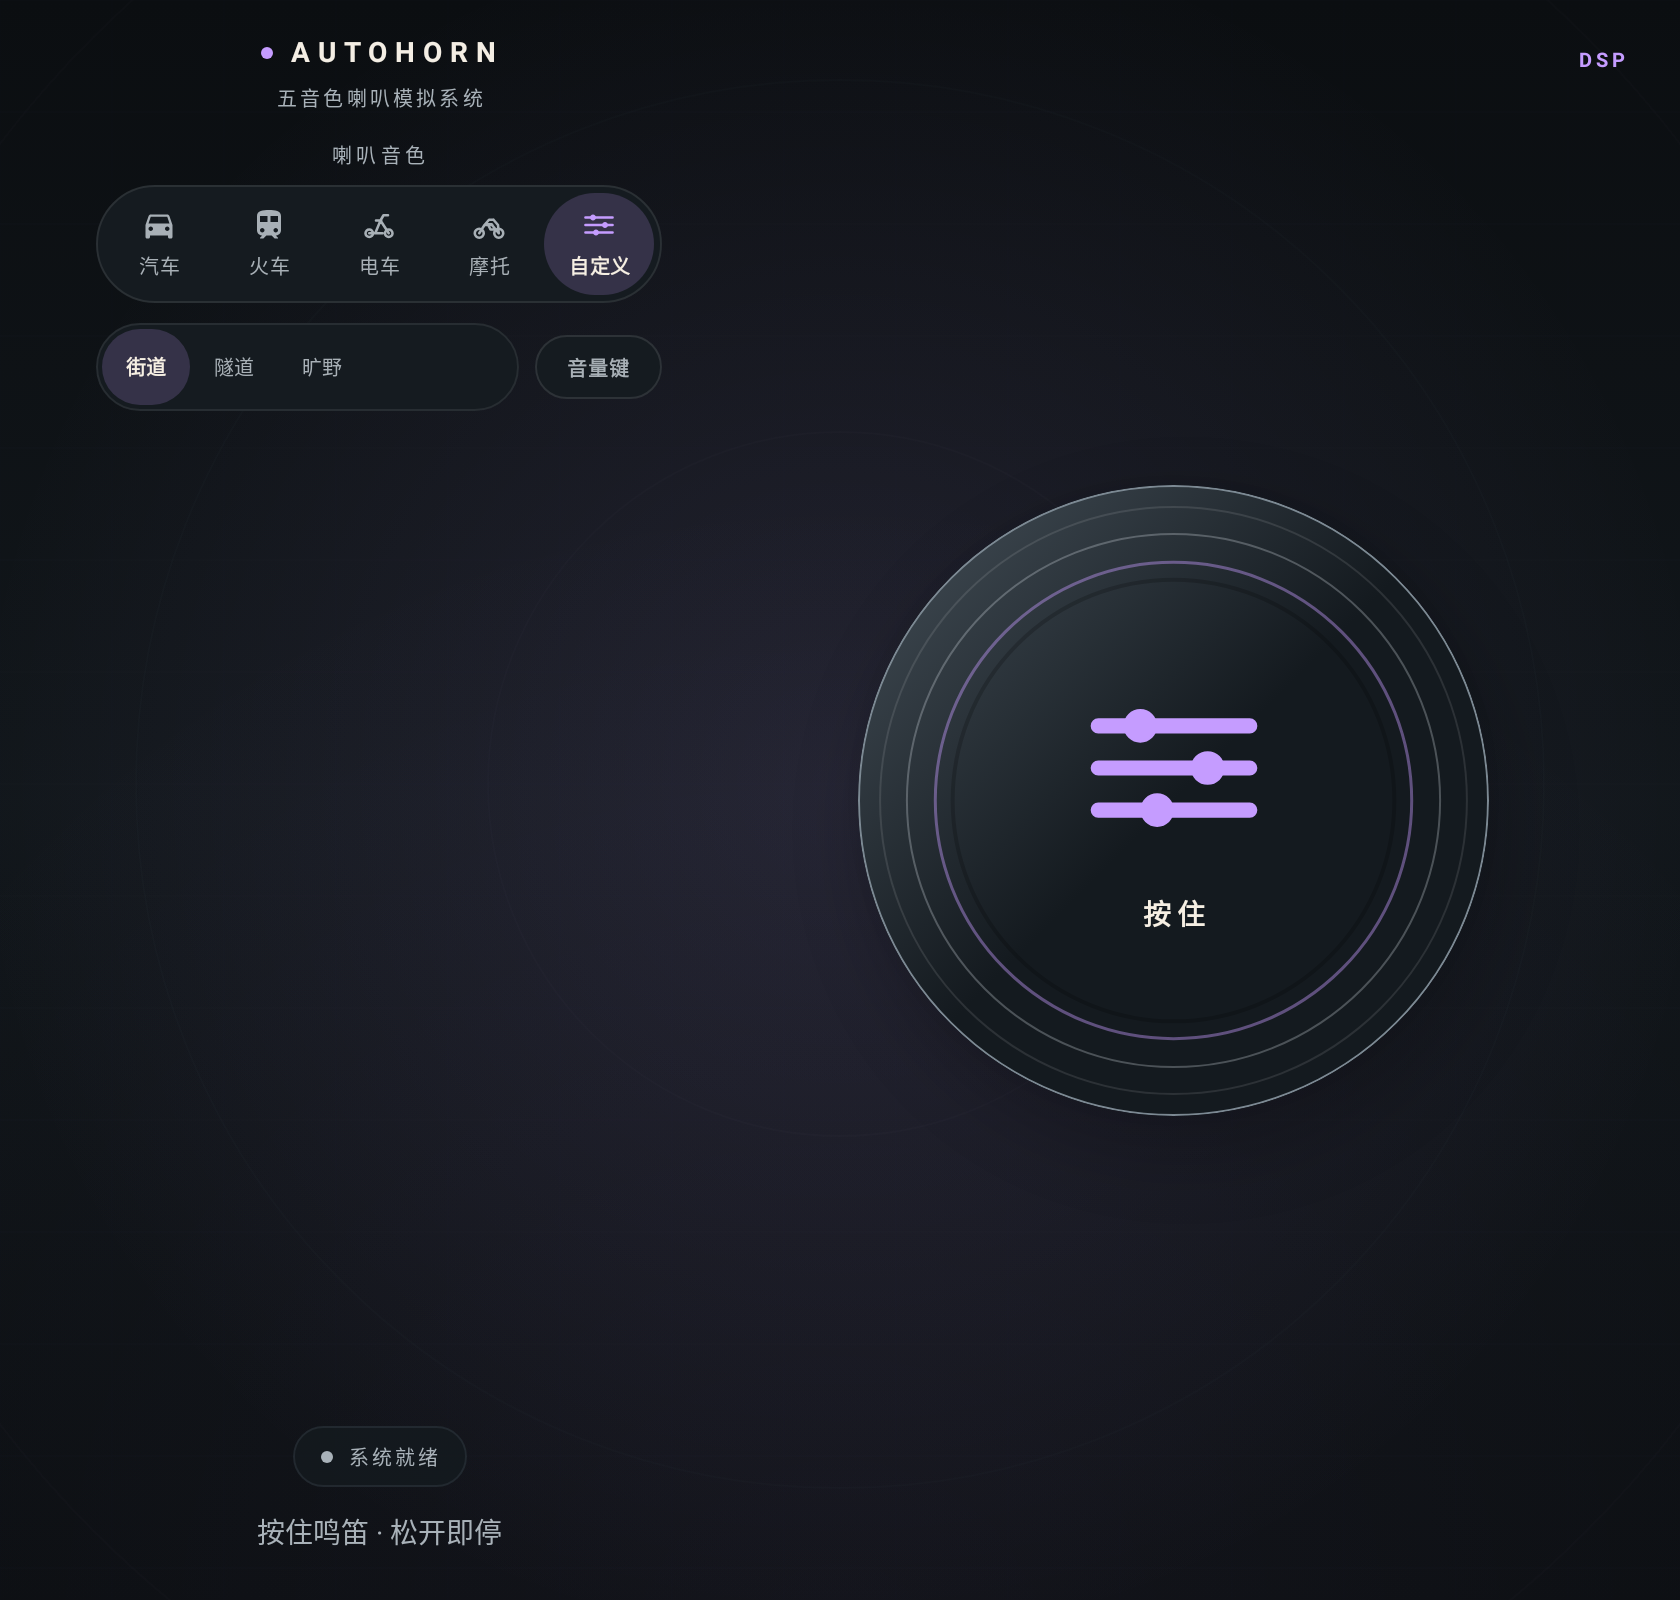 AUTOHORN
DSP
五音色喇叭模拟系统
喇叭音色
汽车 火车 电车 摩托 自定义
街道 隧道 旷野 音量键
按住
系统就绪
按住鸣笛 · 松开即停